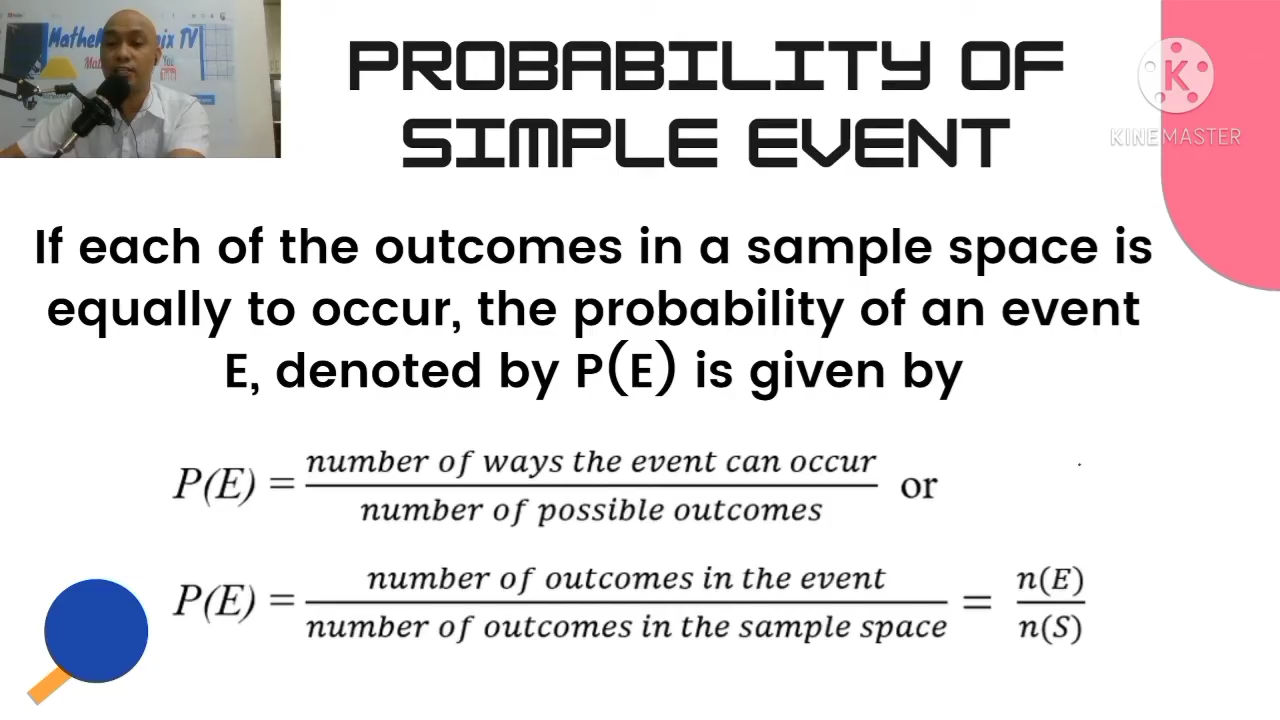 PROBABILITY OF
SIMPLE EVENT
K
KINEMASTER
If each of the outcomes in a sample space is
equally to occur, the probability of an event
E, denoted by P(E) is given by
P(E) = number of ways the event can occur / number of possible outcomes or
P(E) = number of outcomes in the event / number of outcomes in the sample space = n(E) / n(S)